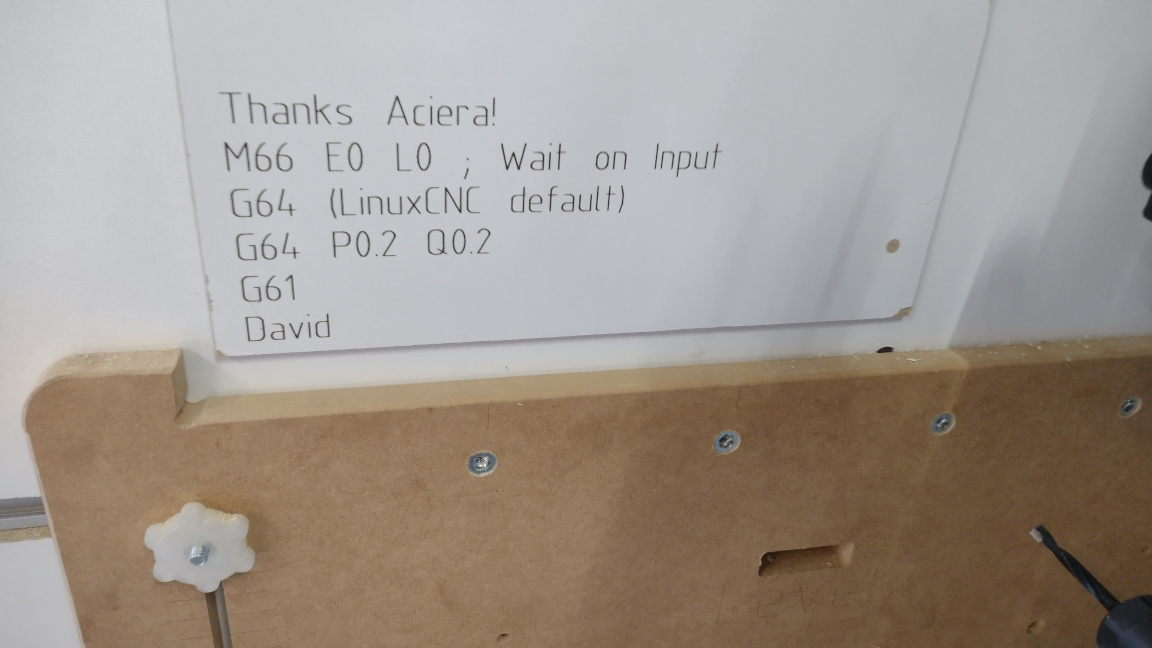 Thanks Aciera!
M66 E0 L0 ; Wait on Input
G64 (LinuxCNC default)
G64 P0.2 Q0.2
G61
David